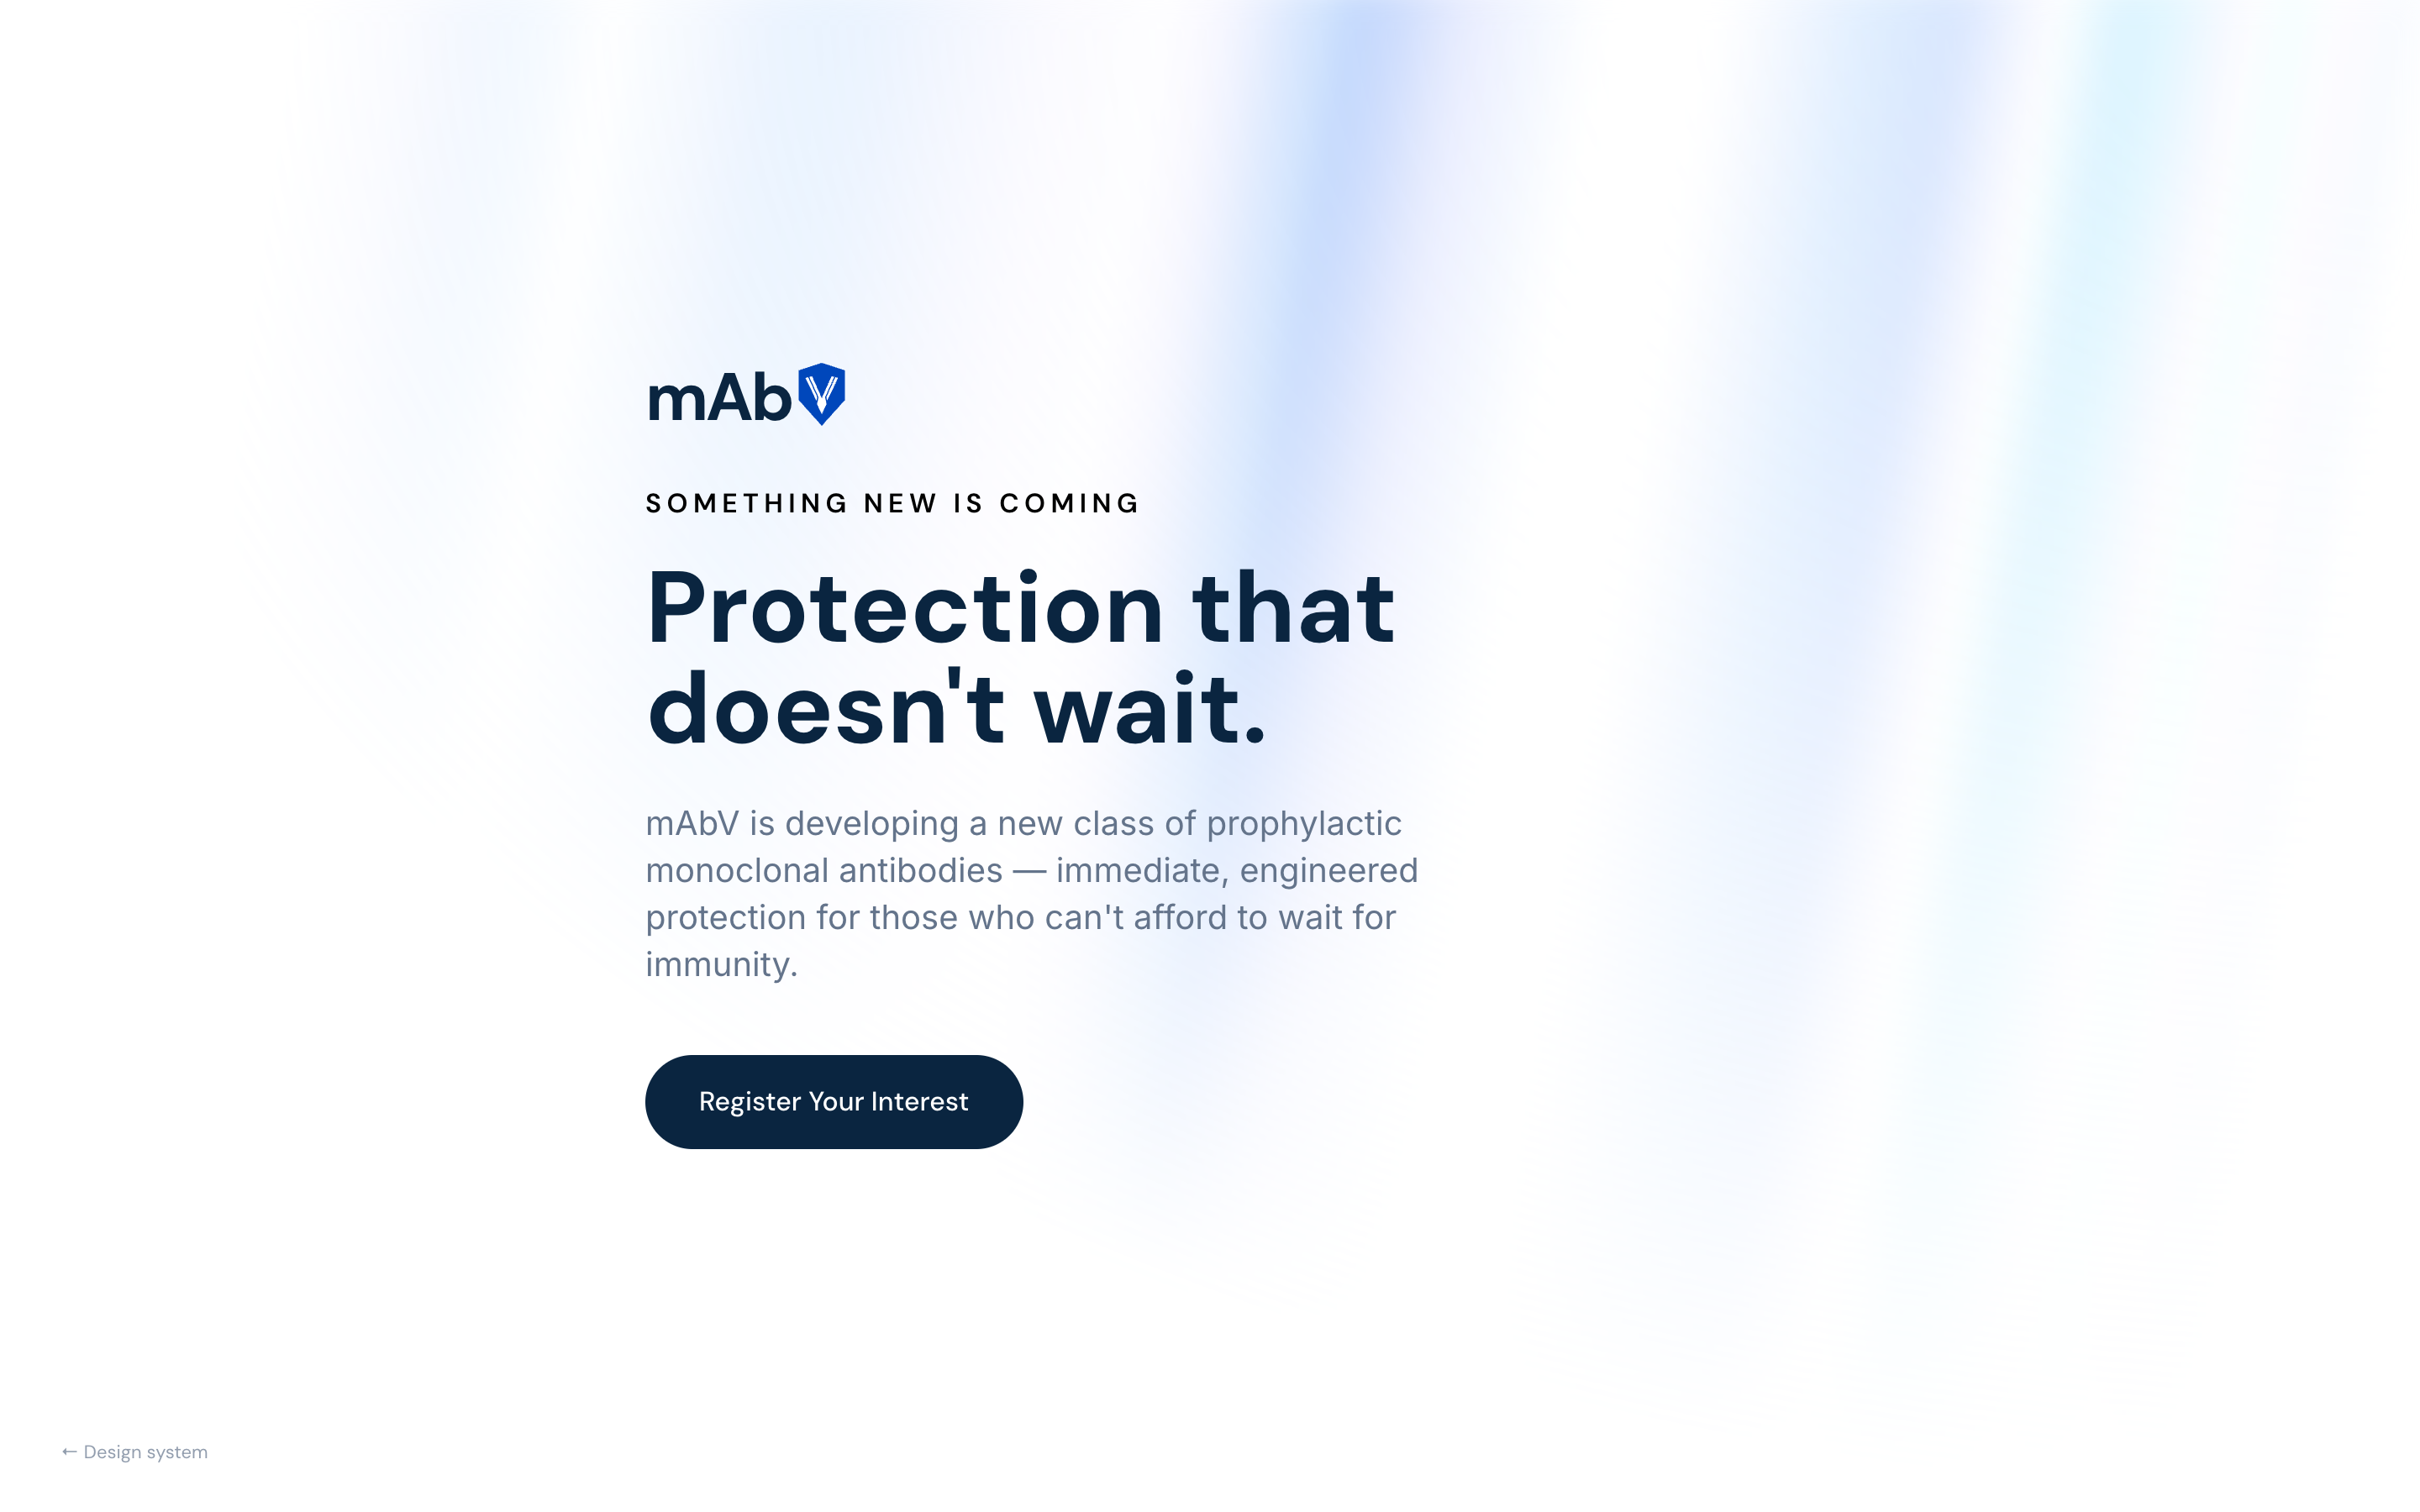 mAbV
SOMETHING NEW IS COMING
Protection that
doesn't wait.
mAbV is developing a new class of prophylactic
monoclonal antibodies — immediate, engineered
protection for those who can't afford to wait for
immunity.
Register Your Interest
← Design system